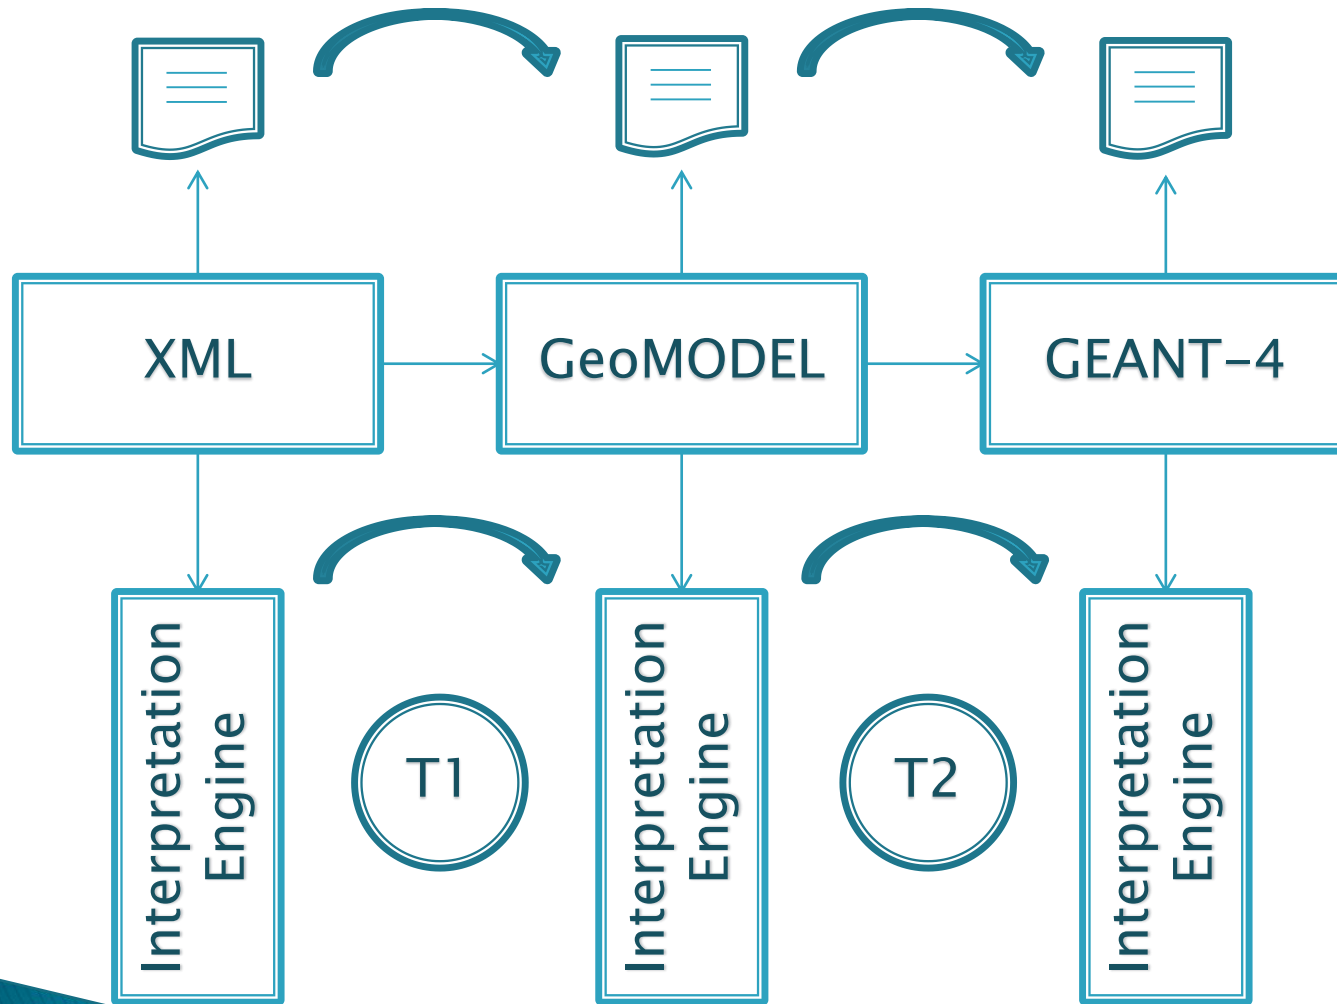 XML
GeoMODEL
GEANT-4
Interpretation
Engine
T1
Interpretation
Engine
T2
Interpretation
Engine